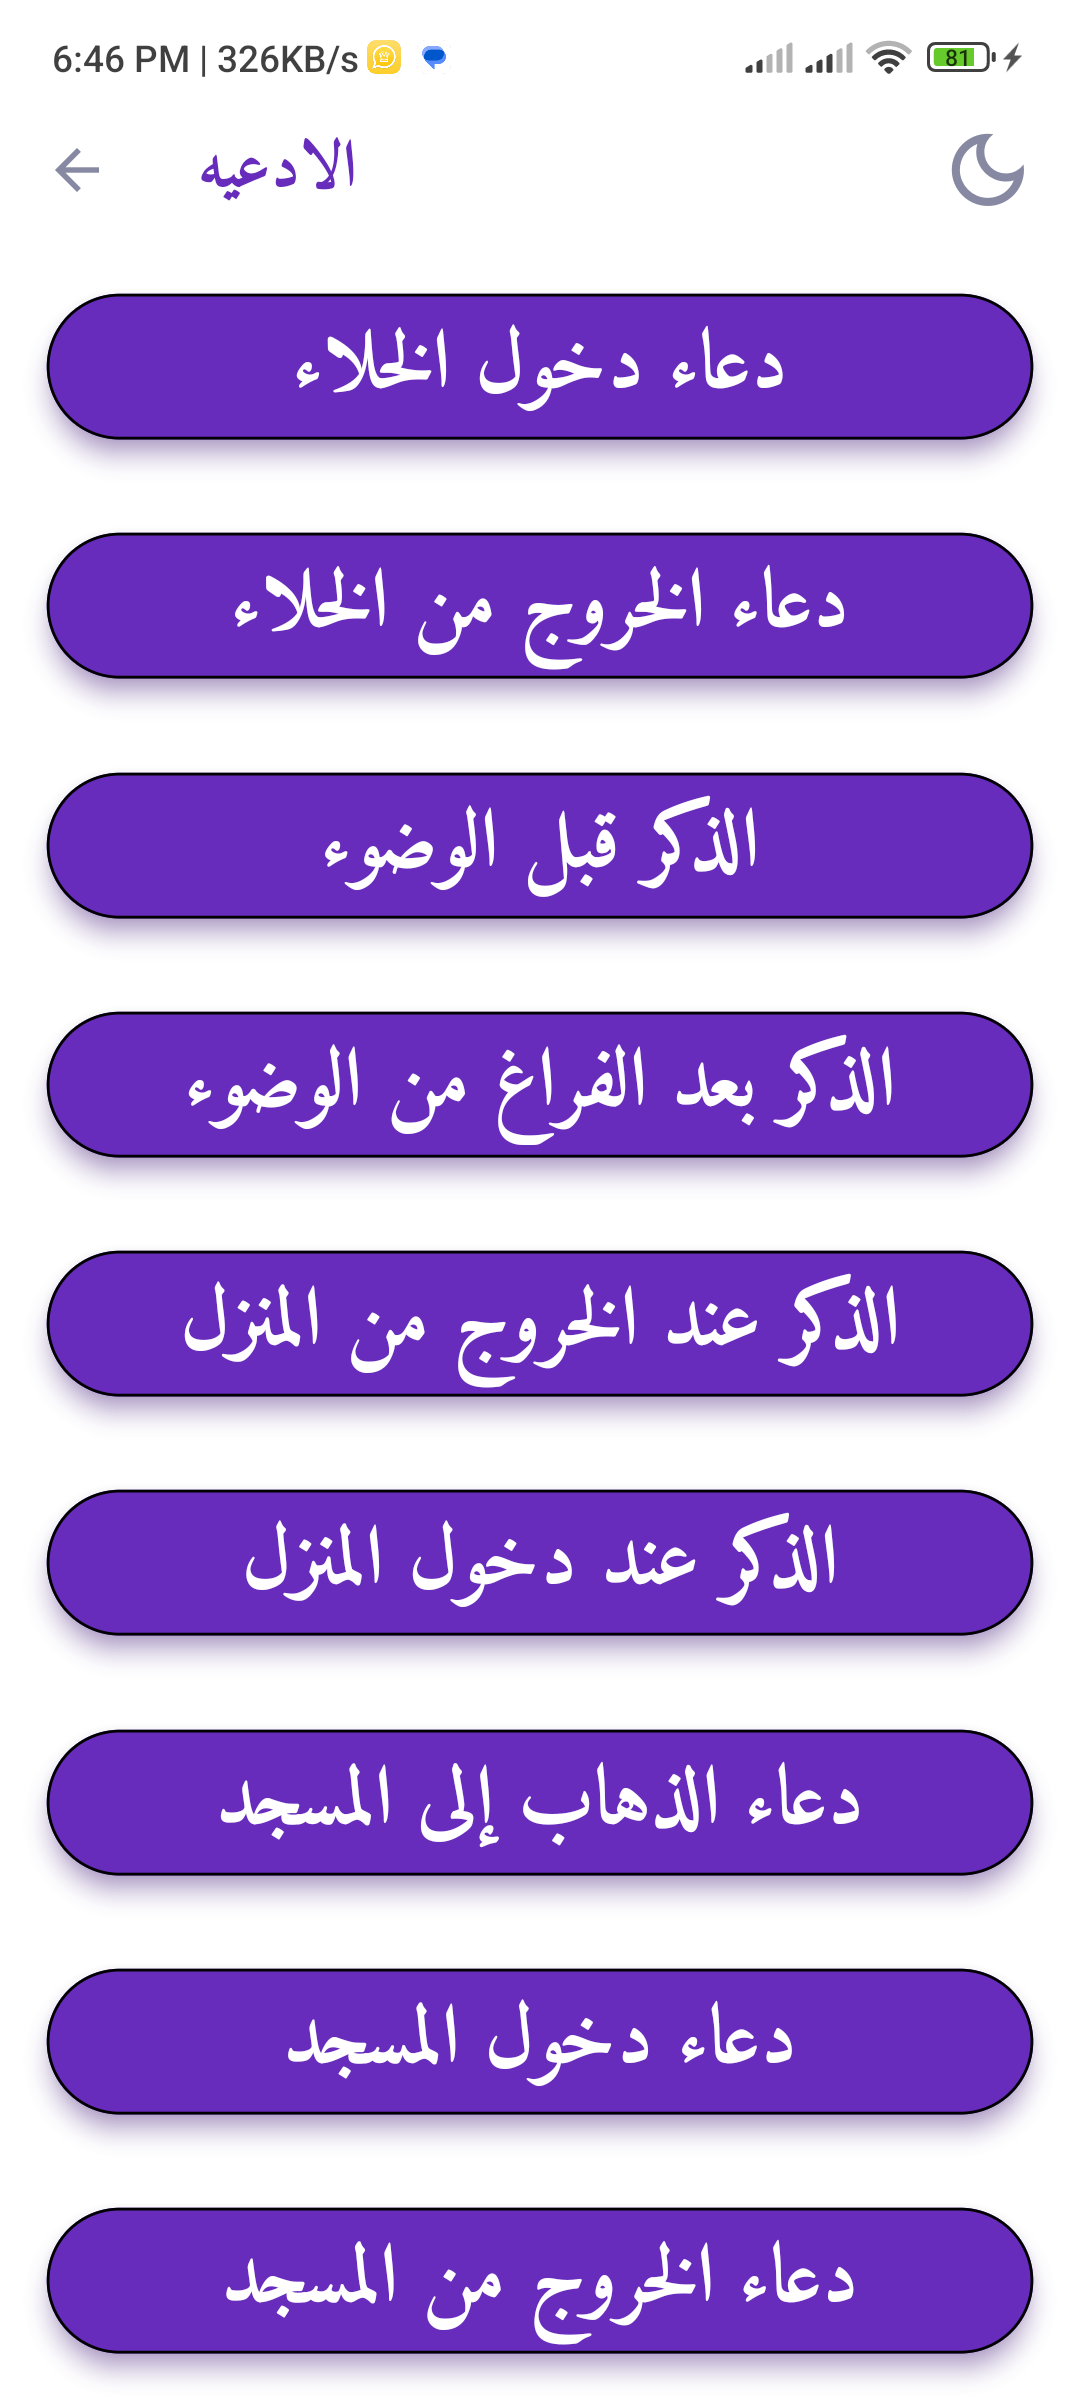 6:46 PM | 326KB/s
81
الادعيه
دعاء دخول الخلاء
دعاء الخروج من الخلاء
الذكر قبل الوضوء
الذكر بعد الفراغ من الوضوء
الذكر عند الخروج من المنزل
الذكر عند دخول المنزل
دعاء الذهاب إلى المسجد
دعاء دخول المسجد
دعاء الخروج من المسجد